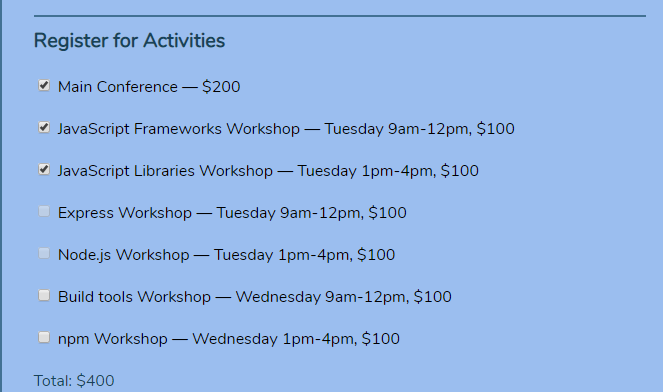 Register for Activities
Main Conference — $200
JavaScript Frameworks Workshop — Tuesday 9am-12pm, $100
JavaScript Libraries Workshop — Tuesday 1pm-4pm, $100
Express Workshop — Tuesday 9am-12pm, $100
Node.js Workshop — Tuesday 1pm-4pm, $100
Build tools Workshop — Wednesday 9am-12pm, $100
npm Workshop — Wednesday 1pm-4pm, $100
Total: $400